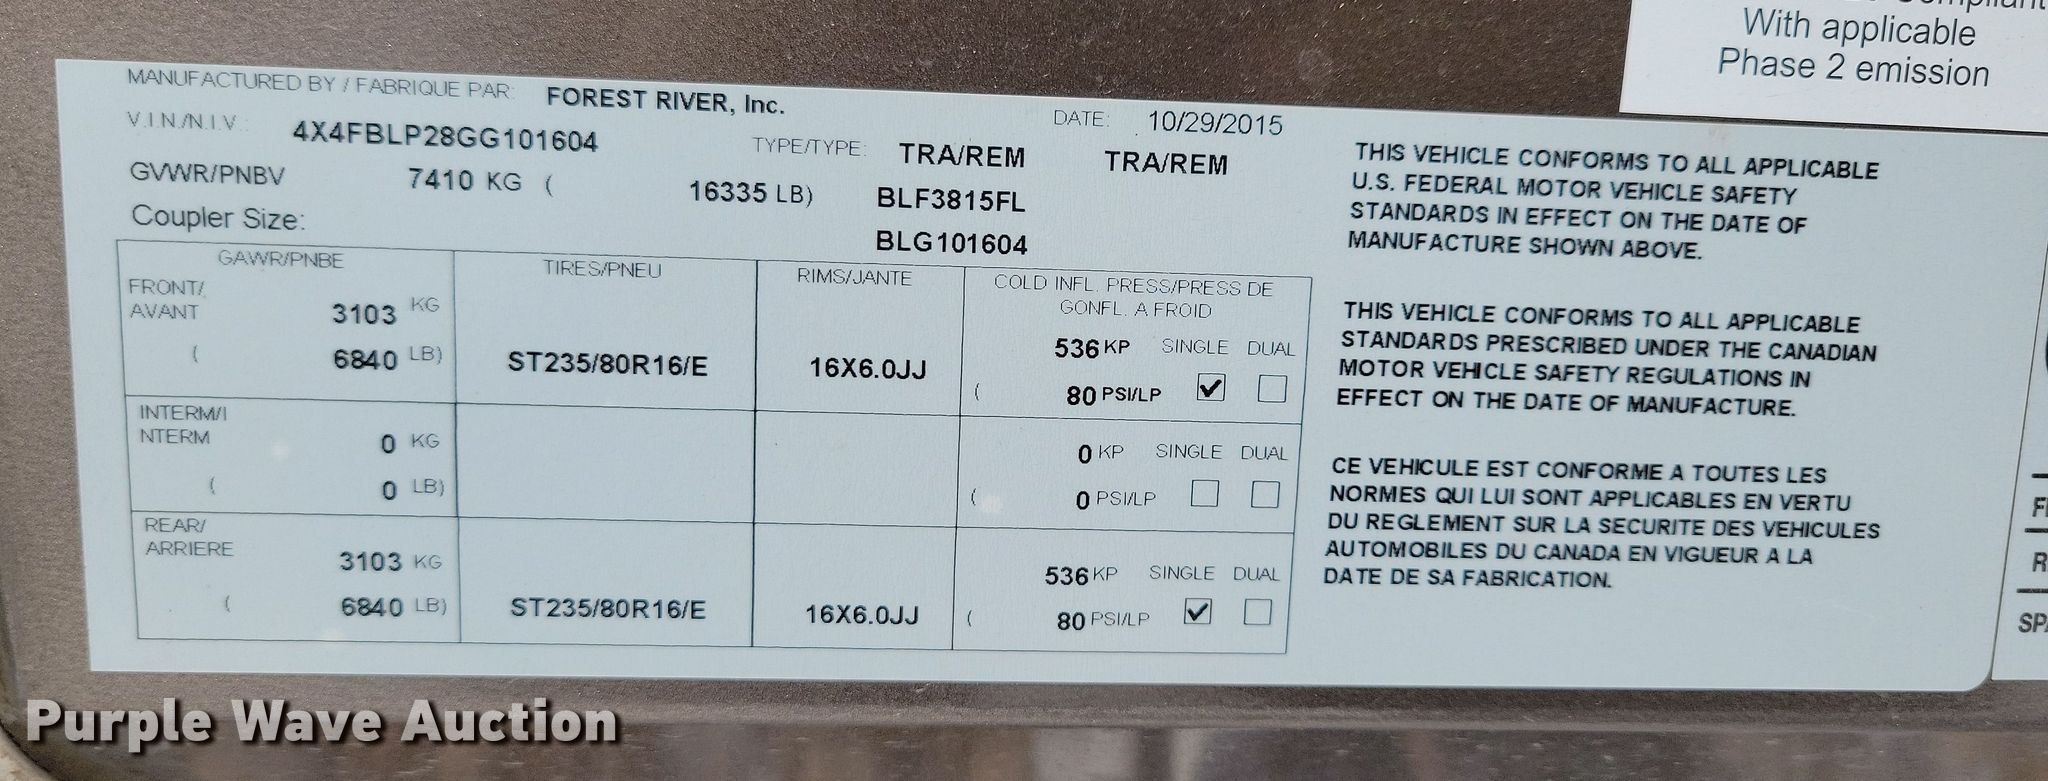 With applicable
Phase 2 emission
MANUFACTURED BY / FABRIQUE PAR: FOREST RIVER, Inc.
DATE: 10/29/2015
V.I.N./N.I.V.: 4X4FBLP28GG101604
TYPE/TYPE: TRA/REM TRA/REM
GVWR/PNBV 7410 KG ( 16335 LB)
BLF3815FL
Coupler Size:
BLG101604
GAWR/PNBE TIRES/PNEU RIMS/JANTE COLD INFL. PRESS/PRESS DE
GONFL. A FROID
FRONT/
AVANT 3103 KG
536 KP SINGLE DUAL
( 6840 LB) ST235/80R16/E 16X6.0JJ ( 80 PSI/LP
INTERM/I
NTERM 0 KG
0 KP SINGLE DUAL
( 0 LB) ( 0 PSI/LP
REAR/
ARRIERE 3103 KG
536 KP SINGLE DUAL
( 6840 LB) ST235/80R16/E 16X6.0JJ ( 80 PSI/LP
THIS VEHICLE CONFORMS TO ALL APPLICABLE
U.S. FEDERAL MOTOR VEHICLE SAFETY
STANDARDS IN EFFECT ON THE DATE OF
MANUFACTURE SHOWN ABOVE.
THIS VEHICLE CONFORMS TO ALL APPLICABLE
STANDARDS PRESCRIBED UNDER THE CANADIAN
MOTOR VEHICLE SAFETY REGULATIONS IN
EFFECT ON THE DATE OF MANUFACTURE.
CE VEHICULE EST CONFORME A TOUTES LES
NORMES QUI LUI SONT APPLICABLES EN VERTU
DU REGLEMENT SUR LA SECURITE DES VEHICULES
AUTOMOBILES DU CANADA EN VIGUEUR A LA
DATE DE SA FABRICATION.
Purple Wave Auction